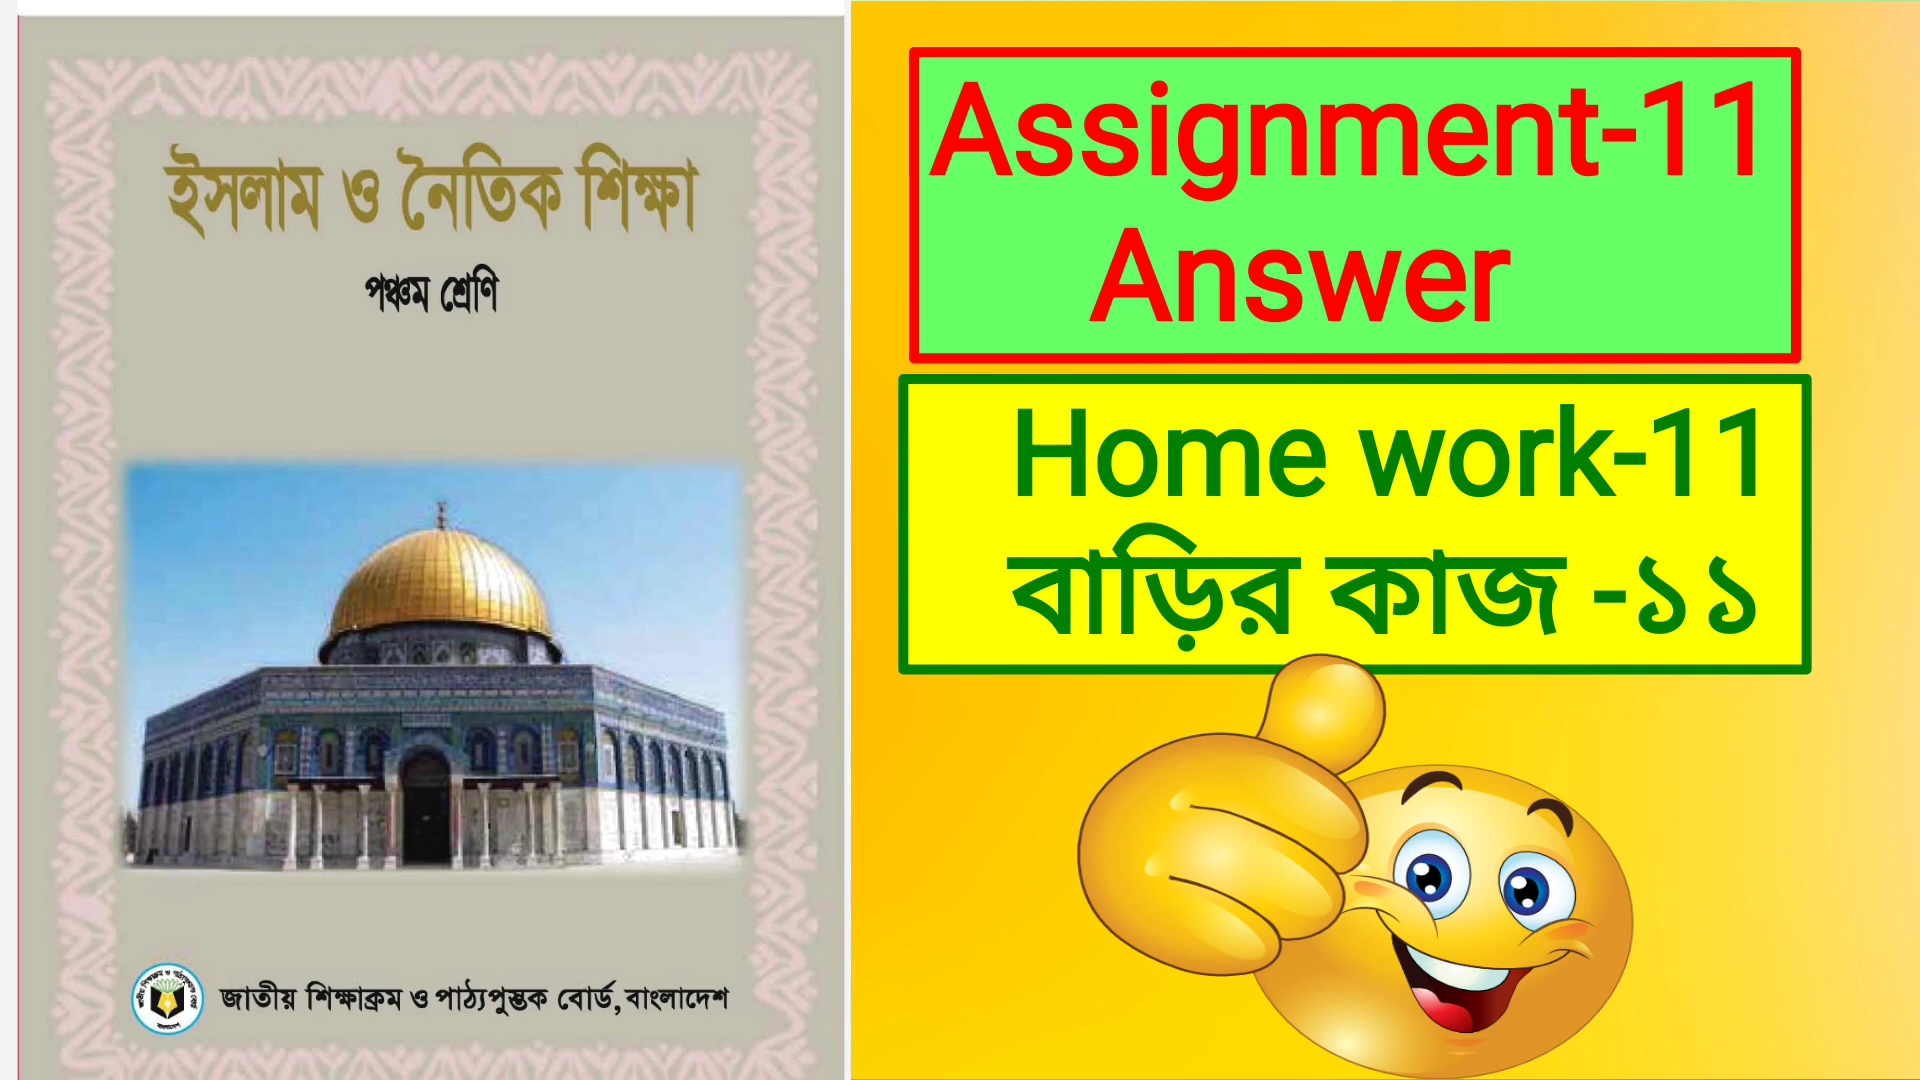 ইসলাম ও নৈতিক শিক্ষা
পঞ্চম শ্রেণি
জাতীয় শিক্ষাক্রম ও পাঠ্যপুস্তক বোর্ড, বাংলাদেশ
Assignment-11
Answer
Home work-11
বাড়ির কাজ -১১